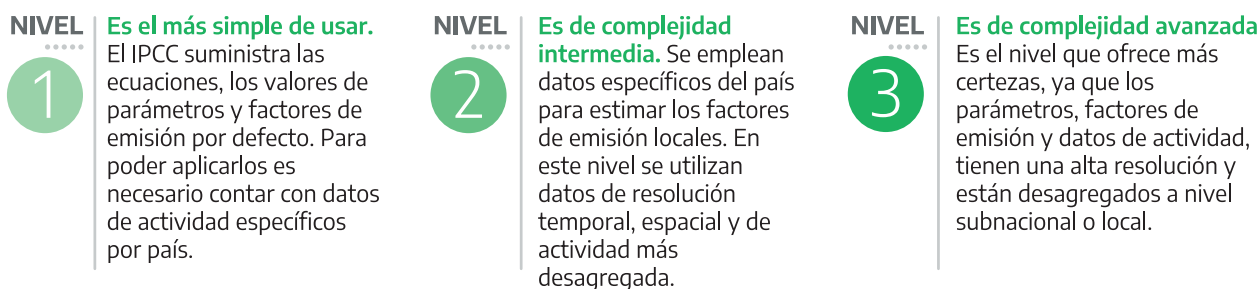 NIVEL
1
Es el más simple de usar.
El IPCC suministra las
ecuaciones, los valores de
parámetros y factores de
emisión por defecto. Para
poder aplicarlos es
necesario contar con datos
de actividad específicos
por país.
NIVEL
2
Es de complejidad
intermedia. Se emplean
datos específicos del país
para estimar los factores
de emisión locales. En
este nivel se utilizan
datos de resolución
temporal, espacial y de
actividad más
desagregada.
NIVEL
3
Es de complejidad avanzada
Es el nivel que ofrece más
certezas, ya que los
parámetros, factores de
emisión y datos de actividad,
tienen una alta resolución y
están desagregados a nivel
subnacional o local.